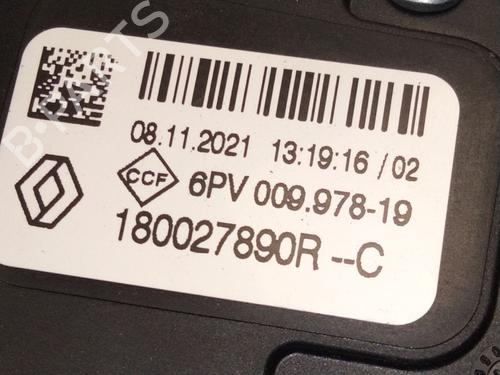 08.11.2021 13:19:16 / 02
CCF 6PV 009.978-19
180027890R --C
B-PARTS